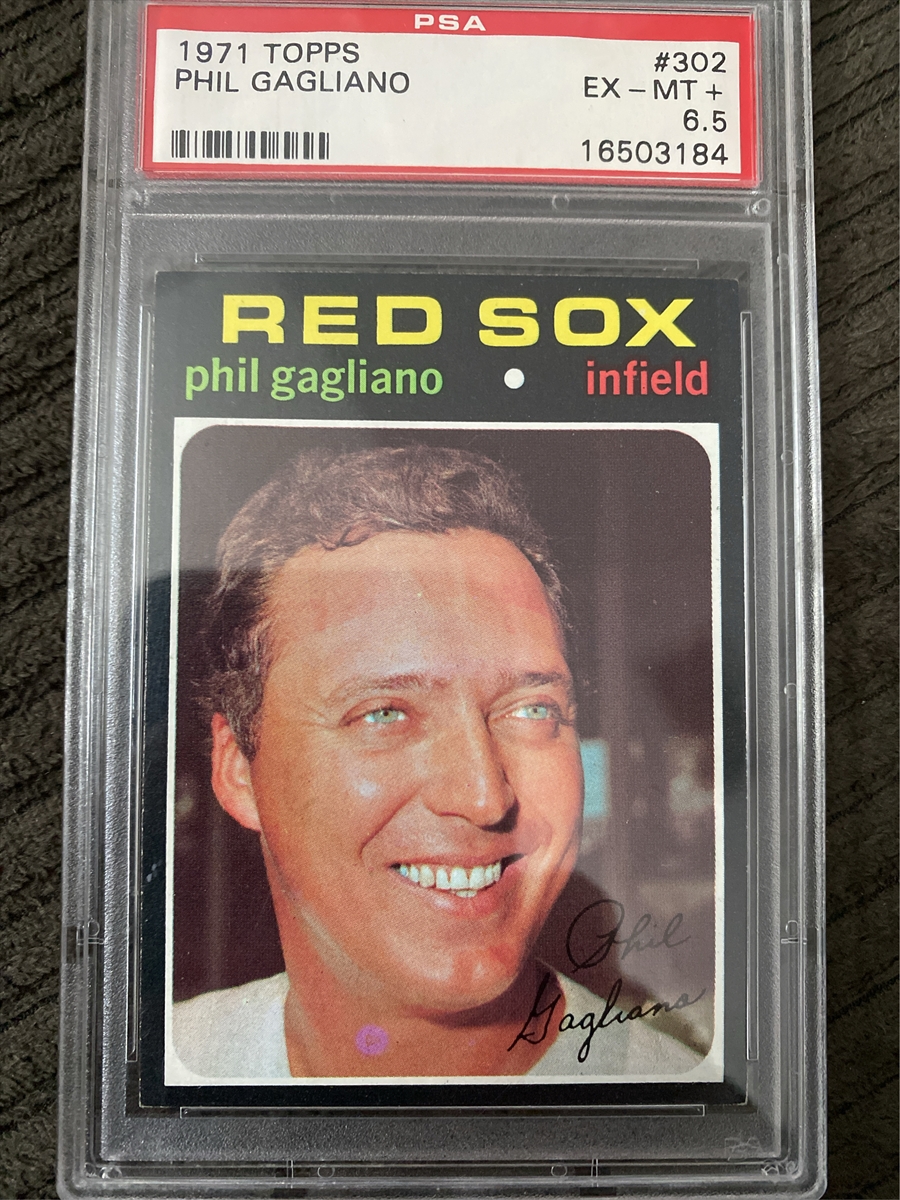 PSA
1971 TOPPS #302
PHIL GAGLIANO EX - MT +
6.5
16503184
RED SOX
phil gagliano • infield
Phil
Gagliano